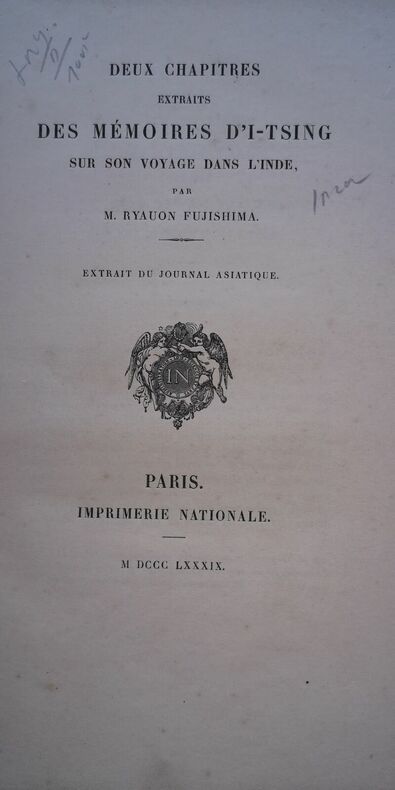 DEUX CHAPITRES
EXTRAITS
DES MÉMOIRES D'I-TSING
SUR SON VOYAGE DANS L'INDE,
PAR
M. RYAUON FUJISHIMA.
EXTRAIT DU JOURNAL ASIATIQUE.
IN
PARIS.
IMPRIMERIE NATIONALE.
M DCCC LXXXIX.